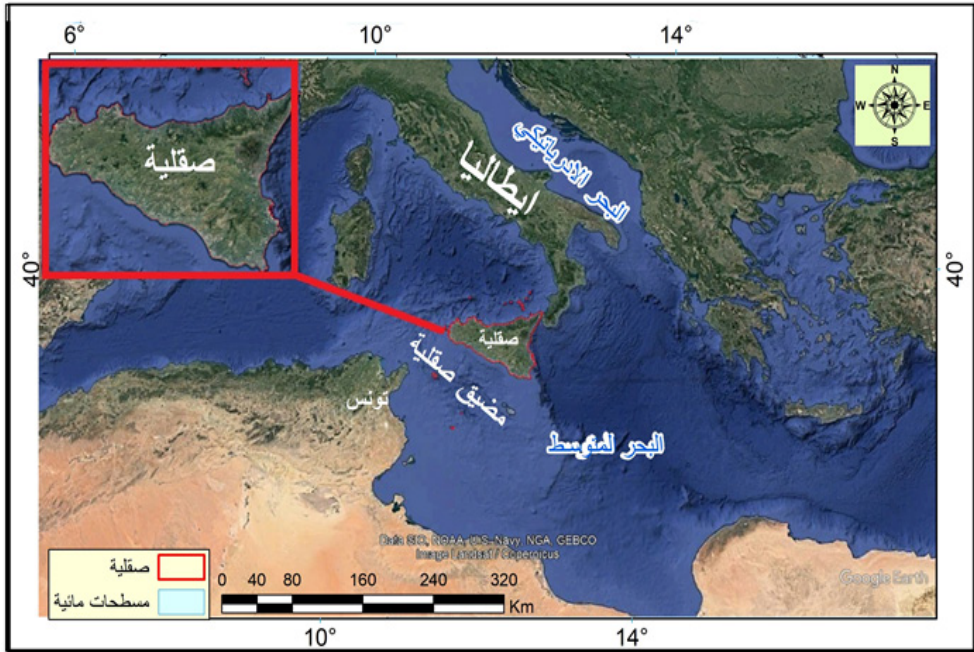 6° 10° 14°
N
W E
S
صقلية
ايطاليا
البحر الادرياتيكي
40° 40°
صقلية
مضيق صقلية
تونس
البحر لمتوسط
Data SIO, NOAA, U.S. Navy, NGA, GEBCO
Image Landsat / Copernicus
Google Earth
صقلية
مسطحات مائية
0 40 80 160 240 320
Km
10° 14°